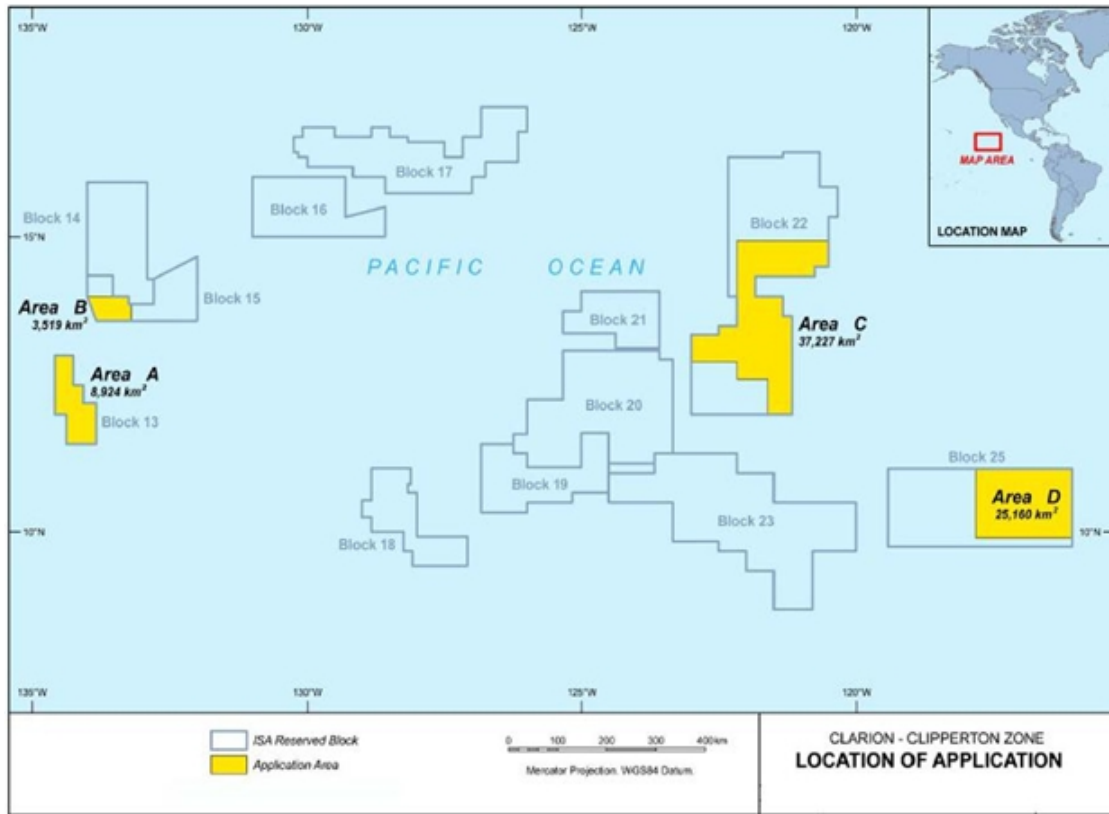 135°W
130°W
125°W
120°W
MAP AREA
LOCATION MAP
Block 17
Block 16
Block 14
Block 22
15°N
PACIFIC OCEAN
Block 15
Area B
3,519 km²
Block 21
Area C
37,227 km²
Area A
8,924 km²
Block 13
Block 20
Block 25
Block 19
Area D
25,160 km²
Block 23
Block 18
10°N
10°N
135°W
130°W
125°W
120°W
ISA Reserved Block
Application Area
0 100 200 300 400km
Mercator Projection. WGS84 Datum.
CLARION - CLIPPERTON ZONE
LOCATION OF APPLICATION